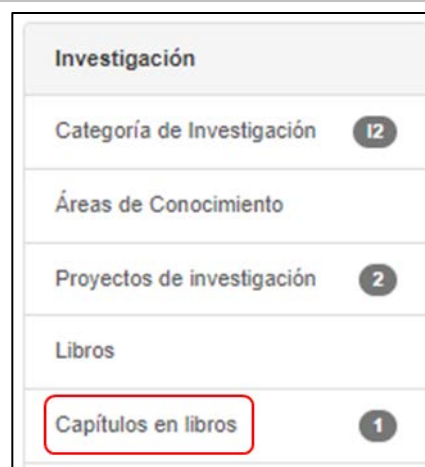 Investigación
Categoría de Investigación I2
Áreas de Conocimiento
Proyectos de investigación 2
Libros
Capítulos en libros 1